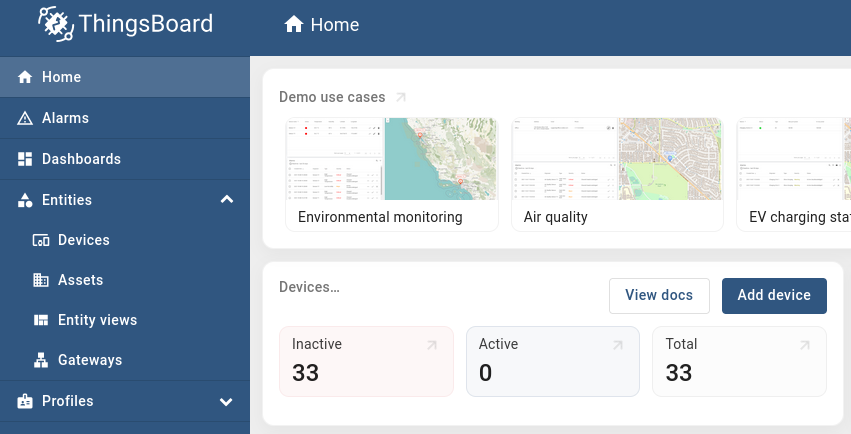 ThingsBoard
Home
Home
Alarms
Dashboards
Entities
Devices
Assets
Entity views
Gateways
Profiles
Demo use cases
Environmental monitoring
Air quality
EV charging sta
Devices…
View docs
Add device
Inactive
33
Active
0
Total
33